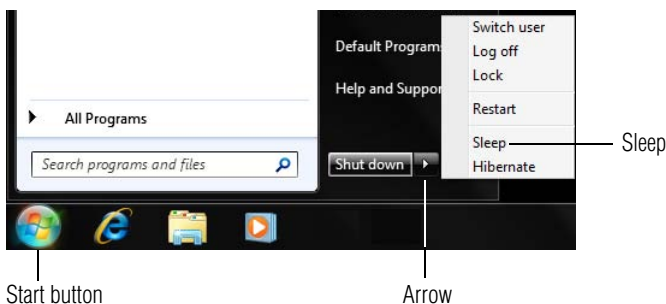 Switch user
Default Program
Log off
Lock
Help and Suppor
Restart
All Programs
Sleep
Sleep
Search programs and files
Shut down
Hibernate
Start button
Arrow